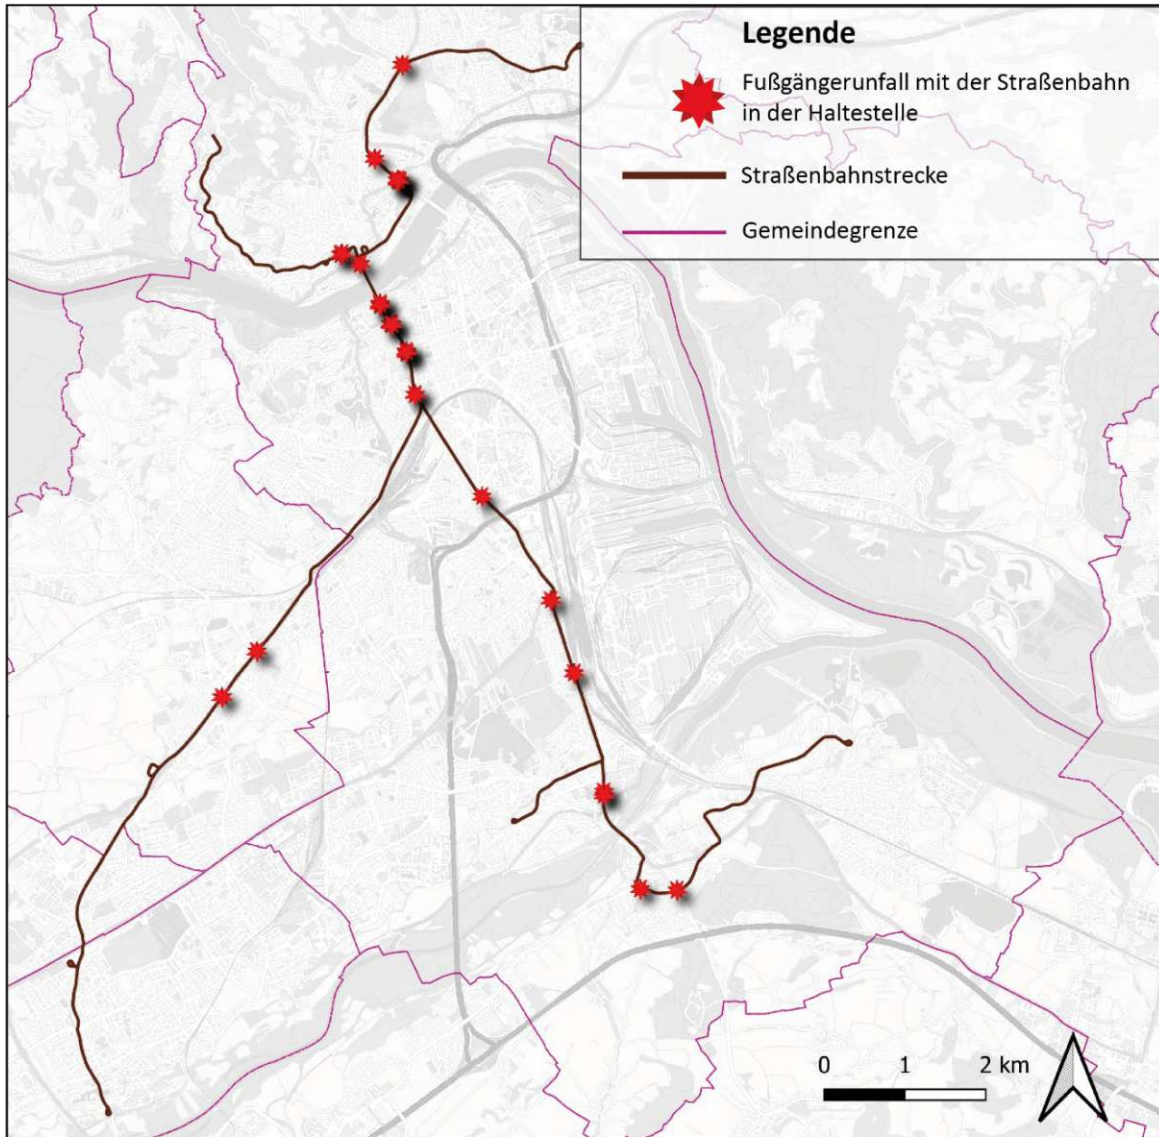 Legende
Fußgängerunfall mit der Straßenbahn
in der Haltestelle
Straßenbahnstrecke
Gemeindegrenze
0 1 2 km